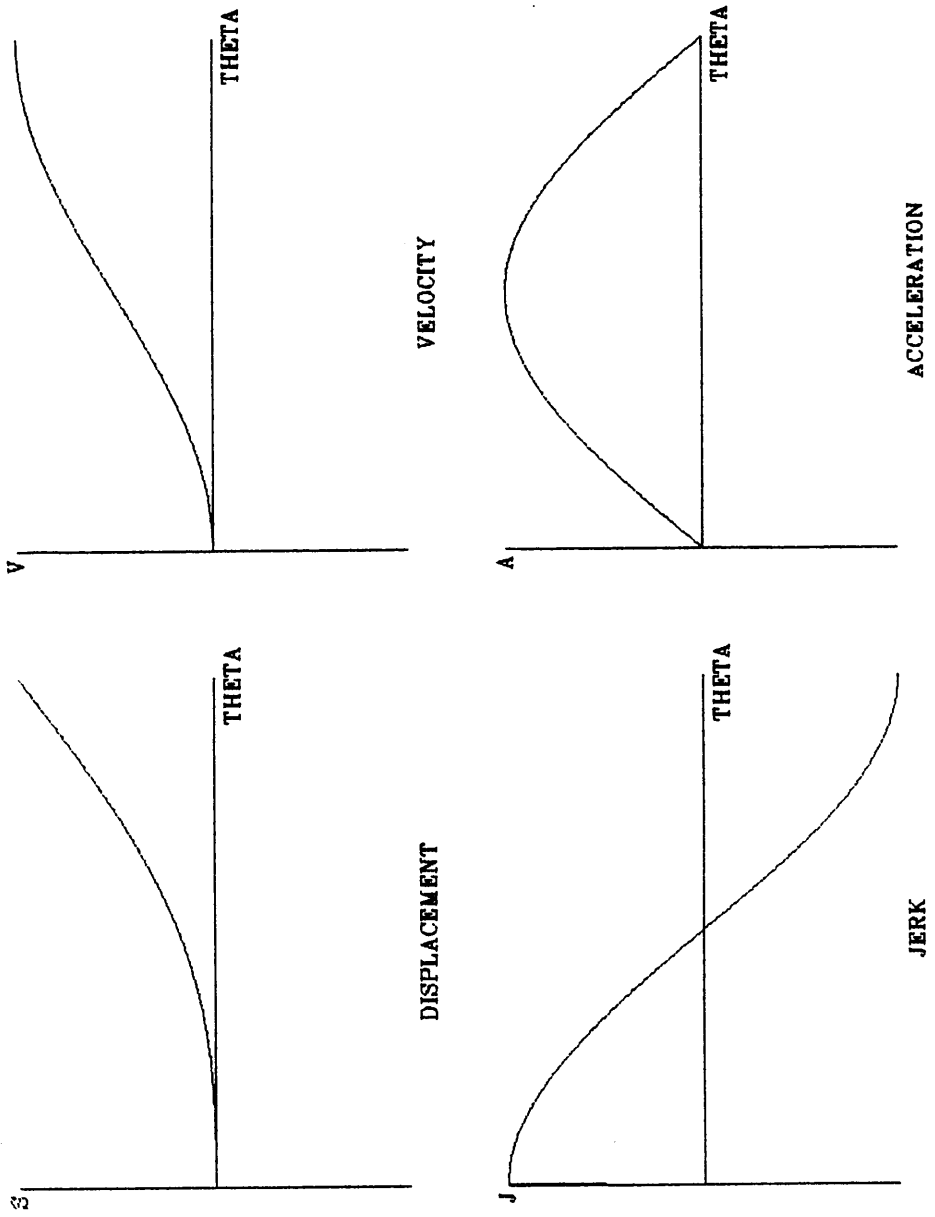 S
THETA
DISPLACEMENT
V
THETA
VELOCITY
J
THETA
JERK
A
THETA
ACCELERATION